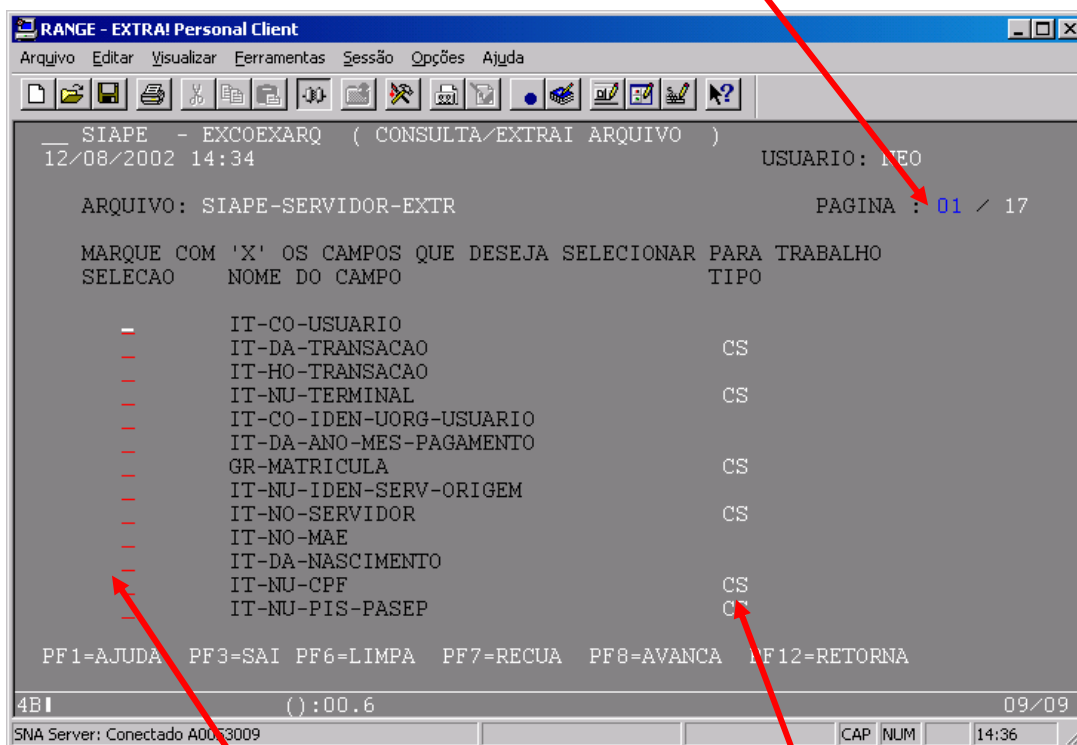 RANGE - EXTRA! Personal Client
Arquivo Editar Visualizar Ferramentas Sessão Opções Ajuda
__ SIAPE - EXCOEXARQ ( CONSULTA/EXTRAI ARQUIVO )
12/08/2002 14:34 USUARIO: NEO
ARQUIVO: SIAPE-SERVIDOR-EXTR PAGINA : 01 / 17
MARQUE COM 'X' OS CAMPOS QUE DESEJA SELECIONAR PARA TRABALHO
SELECAO NOME DO CAMPO TIPO
_ IT-CO-USUARIO
_ IT-DA-TRANSACAO CS
_ IT-HO-TRANSACAO
_ IT-NU-TERMINAL CS
_ IT-CO-IDEN-UORG-USUARIO
_ IT-DA-ANO-MES-PAGAMENTO
_ GR-MATRICULA CS
_ IT-NU-IDEN-SERV-ORIGEM
_ IT-NO-SERVIDOR CS
_ IT-NO-MAE
_ IT-DA-NASCIMENTO
_ IT-NU-CPF CS
_ IT-NU-PIS-PASEP CS
PF1=AJUDA PF3=SAI PF6=LIMPA PF7=RECUA PF8=AVANCA PF12=RETORNA
4B ():00.6 09/09
SNA Server: Conectado A0053009 CAP NUM 14:36